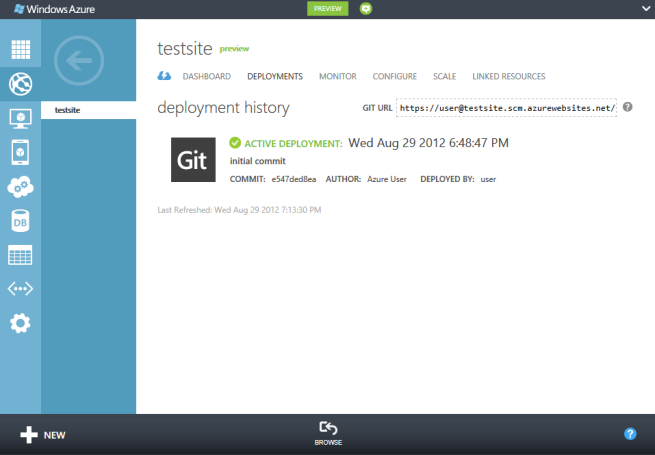 Windows Azure
PREVIEW
testsite preview
DASHBOARD DEPLOYMENTS MONITOR CONFIGURE SCALE LINKED RESOURCES
testsite
deployment history
GIT URL https://user@testsite.scm.azurewebsites.net/ ?
Git
ACTIVE DEPLOYMENT: Wed Aug 29 2012 6:48:47 PM
initial commit
COMMIT: e547ded8ea AUTHOR: Azure User DEPLOYED BY: user
Last Refreshed: Wed Aug 29 2012 7:13:30 PM
DB
NEW
BROWSE
?